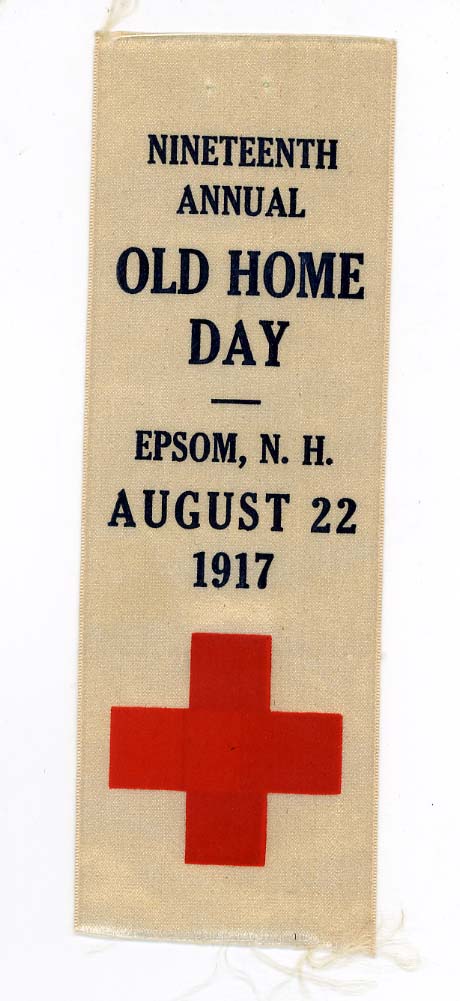 NINETEENTH
ANNUAL
OLD HOME
DAY
EPSOM, N. H.
AUGUST 22
1917